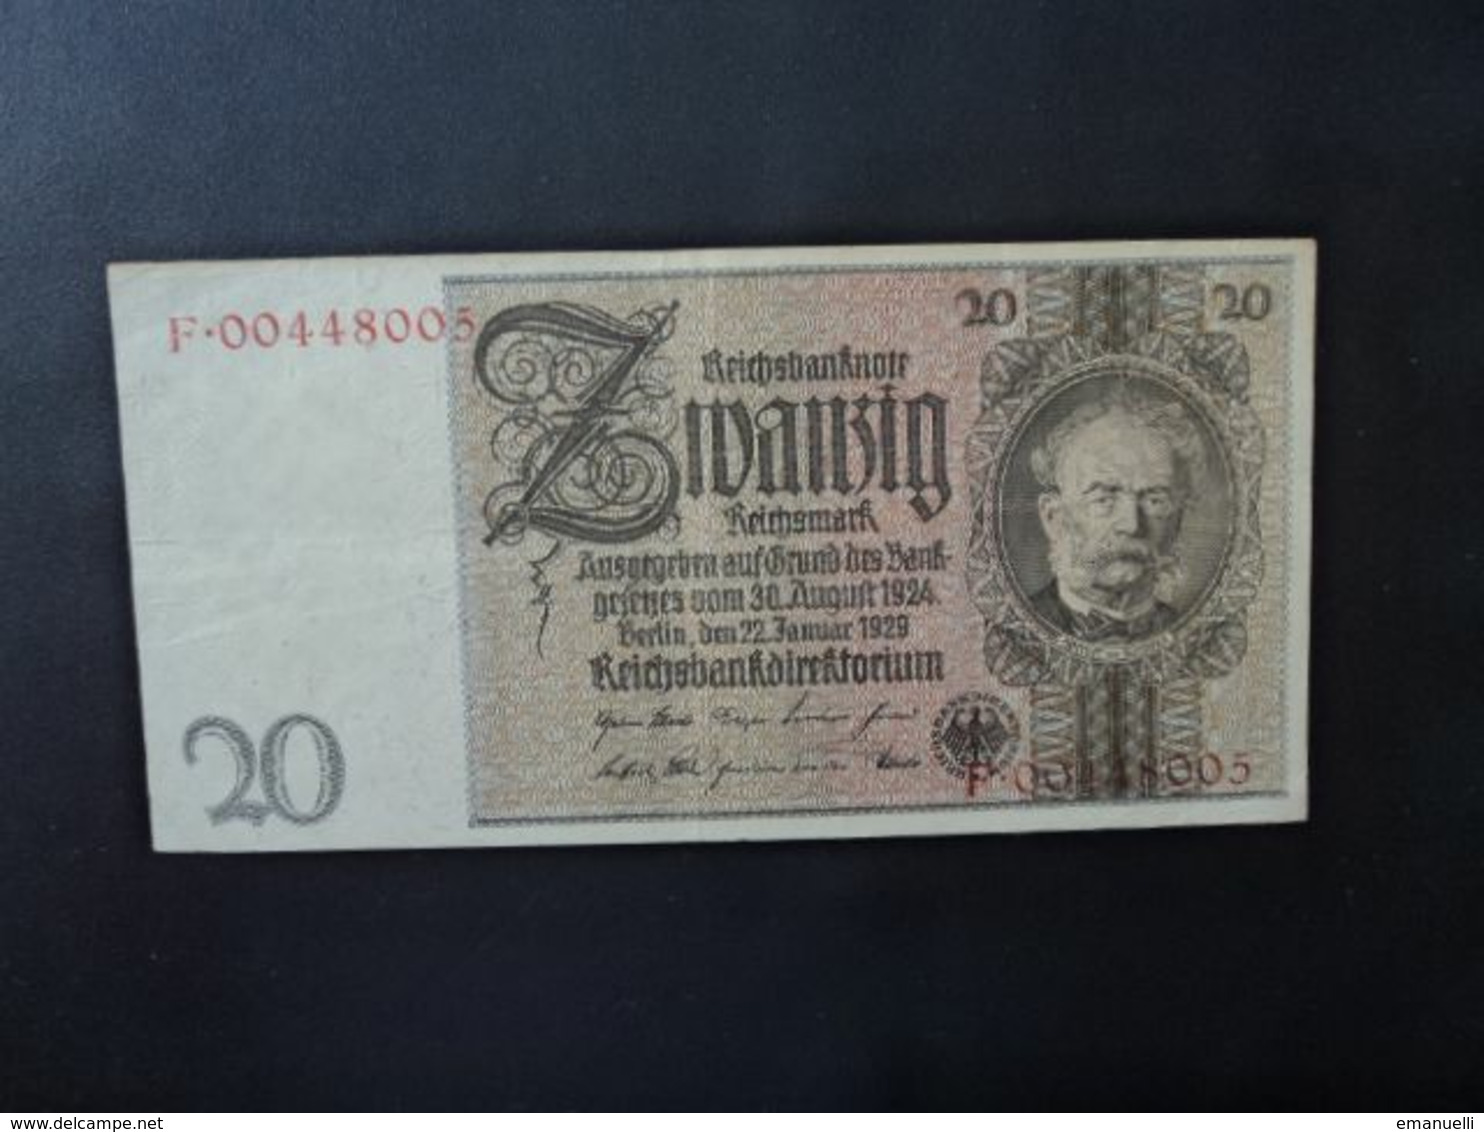 F·00448005
20 20
Reichsbanknote
Zwanzig
Reichsmark
Ausgegeben auf Grund des Bank-
gesetzes vom 30. August 1924.
Berlin, den 22. Januar 1929
Reichsbankdirektorium
F·00448005
20
delcampe.net
emanuelli